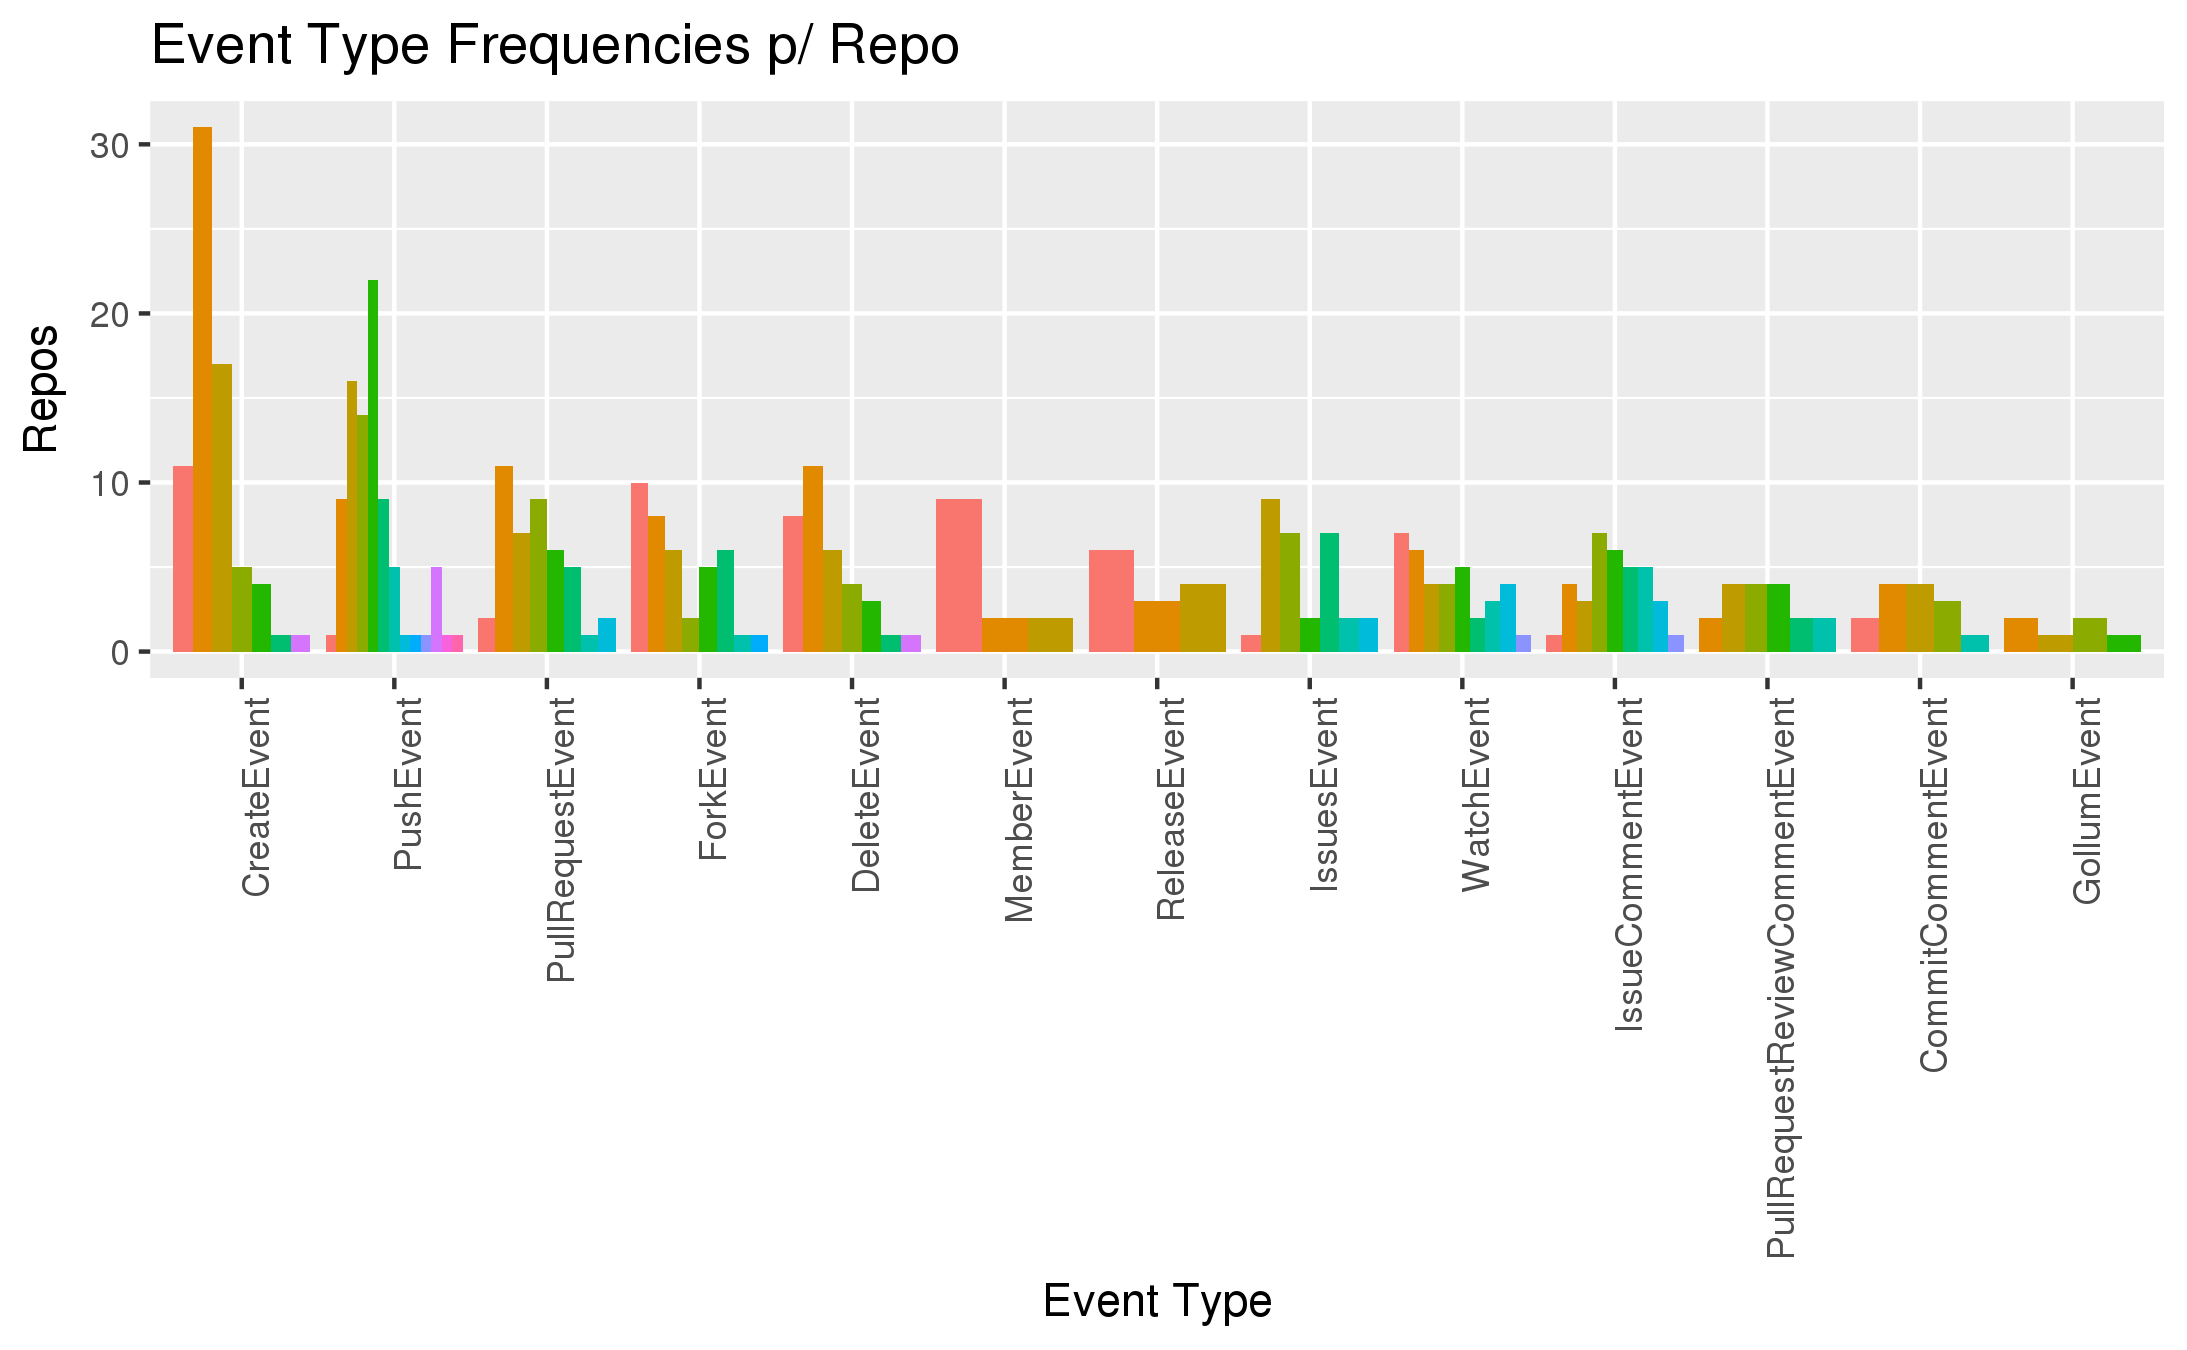 Event Type Frequencies p/ Repo
Repos
30
20
10
0
CreateEvent
PushEvent
PullRequestEvent
ForkEvent
DeleteEvent
MemberEvent
ReleaseEvent
IssuesEvent
WatchEvent
IssueCommentEvent
PullRequestReviewCommentEvent
CommitCommentEvent
GollumEvent
Event Type